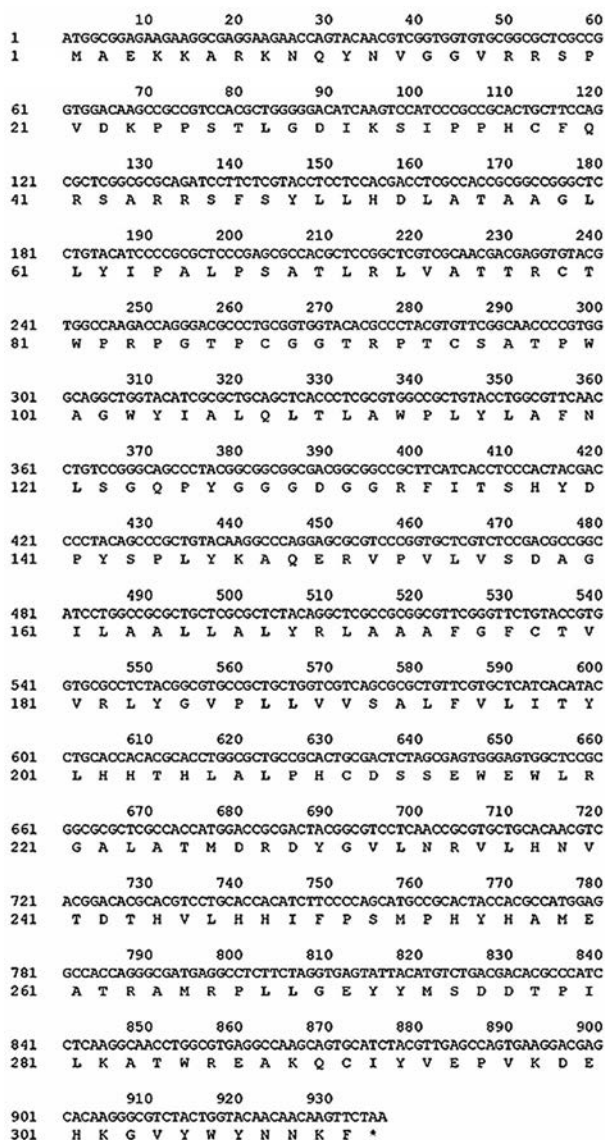 10 20 30 40 50 60
1 ATGGCGGAGAAGAAGGCGAGGAAGAACCAGTACAACGTCGGTGGTGTGCGGCGCTCGCCG
1 M A E K K A R K N Q Y N V G G V R R S P
70 80 90 100 110 120
61 GTGGACAAGCCGCCGTCCACGCTGGGGGACATCAAGTCCATCCCGCCGCACTGCTTCCAG
21 V D K P P S T L G D I K S I P P H C F Q
130 140 150 160 170 180
121 CGCTCGGCGCGCAGATCCTTCTCGTACCTCCTCCACGACCTCGCCACCGCGGCCGGGCTC
41 R S A R R S F S Y L L H D L A T A A G L
190 200 210 220 230 240
181 CTGTACATCCCCGCGCTCCCGAGCGCCACGCTCCGGCTCGTCGCAACGACGAGGTGTACG
61 L Y I P A L P S A T L R L V A T T R C T
250 260 270 280 290 300
241 TGGCCAAGACCAGGGACGCCCTGCGGTGGTACACGCCCTACGTGTTCGGCAACCCCGTGG
81 W P R P G T P C G G T R P T C S A T P W
310 320 330 340 350 360
301 GCAGGCTGGTACATCGCGCTGCAGCTCACCCTCGCGTGGCCGCTGTACCTGGCGTTCAAC
101 A G W Y I A L Q L T L A W P L Y L A F N
370 380 390 400 410 420
361 CTGTCCGGGCAGCCCTACGGCGGCGGCGACGGCGGCCGCTTCATCACCTCCCACTACGAC
121 L S G Q P Y G G G D G G R F I T S H Y D
430 440 450 460 470 480
421 CCCTACAGCCCGCTGTACAAGGCCCAGGAGCGCGTCCCGGTGCTCGTCTCCGACGCCGGC
141 P Y S P L Y K A Q E R V P V L V S D A G
490 500 510 520 530 540
481 ATCCTGGCCGCGCTGCTCGCGCTCTACAGGCTCGCCGCGGCGTTCGGGTTCTGTACCGTG
161 I L A A L L A L Y R L A A A F G F C T V
550 560 570 580 590 600
541 GTGCGCCTCTACGGCGTGCCGCTGCTGGTCGTCAGCGCGCTGTTCGTGCTCATCACATAC
181 V R L Y G V P L L V V S A L F V L I T Y
610 620 630 640 650 660
601 CTGCACCACACGCACCTGGCGCTGCCGCACTGCGACTCTAGCGAGTGGGAGTGGCTCCGC
201 L H H T H L A L P H C D S S E W E W L R
670 680 690 700 710 720
661 GGCGCGCTCGCCACCATGGACCGCGACTACGGCGTCCTCAACCGCGTGCTGCACAACGTC
221 G A L A T M D R D Y G V L N R V L H N V
730 740 750 760 770 780
721 ACGGACACGCACGTCCTGCACCACATCTTCCCCAGCATGCCGCACTACCACGCCATGGAG
241 T D T H V L H H I F P S M P H Y H A M E
790 800 810 820 830 840
781 GCCACCAGGGCGATGAGGCCTCTTCTAGGTGAGTATTACATGTCTGACGACACGCCCATC
261 A T R A M R P L L G E Y Y M S D D T P I
850 860 870 880 890 900
841 CTCAAGGCAACCTGGCGTGAGGCCAAGCAGTGCATCTACGTTGAGCCAGTGAAGGACGAG
281 L K A T W R E A K Q C I Y V E P V K D E
910 920 930
901 CACAAGGGCGTCTACTGGTACAACAACAAGTTCTAA
301 H K G V Y W Y N N K F *